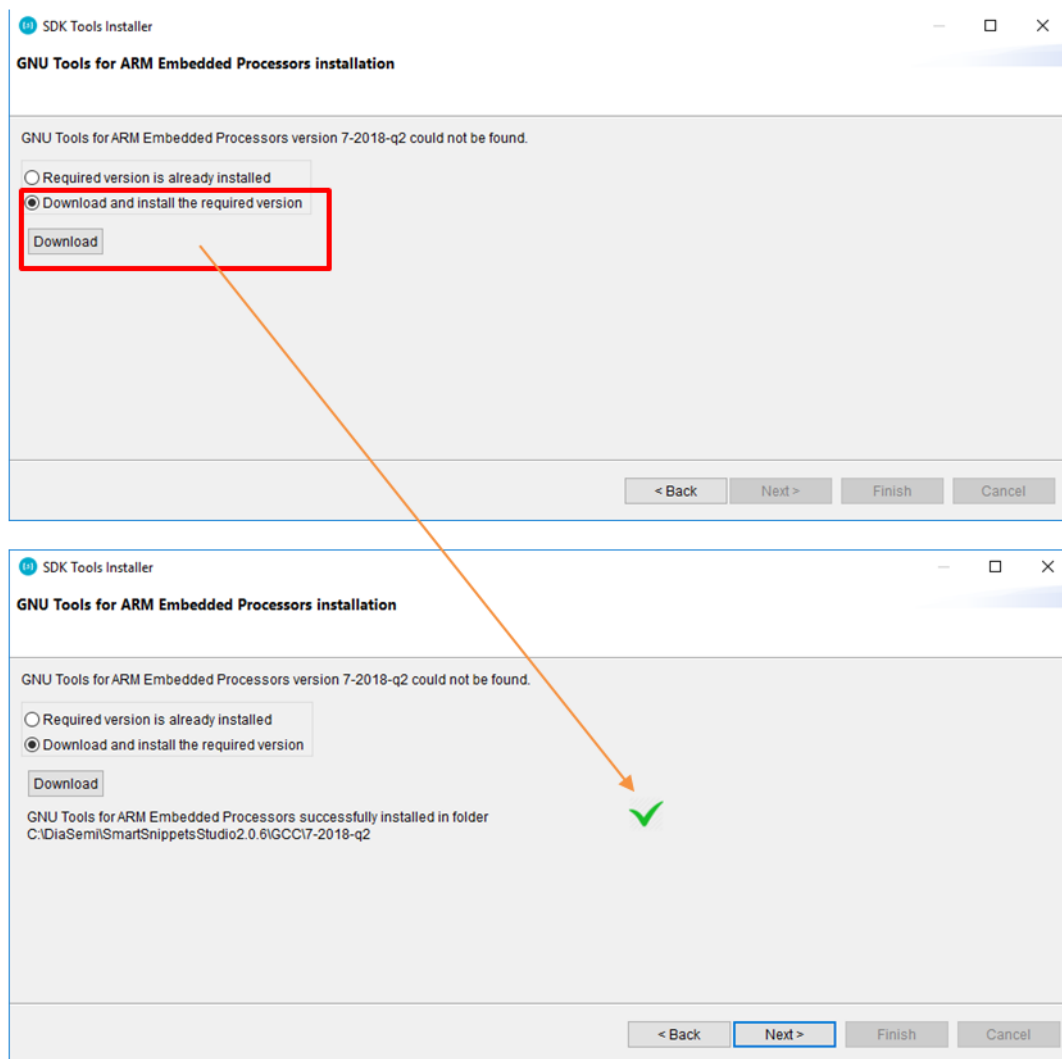 SDK Tools Installer
GNU Tools for ARM Embedded Processors installation
GNU Tools for ARM Embedded Processors version 7-2018-q2 could not be found.
Required version is already installed
Download and install the required version
Download
< Back Next > Finish Cancel
SDK Tools Installer
GNU Tools for ARM Embedded Processors installation
GNU Tools for ARM Embedded Processors version 7-2018-q2 could not be found.
Required version is already installed
Download and install the required version
Download
GNU Tools for ARM Embedded Processors successfully installed in folder
C:\DiaSemi\SmartSnippetsStudio2.0.6\GCC\7-2018-q2
< Back Next > Finish Cancel